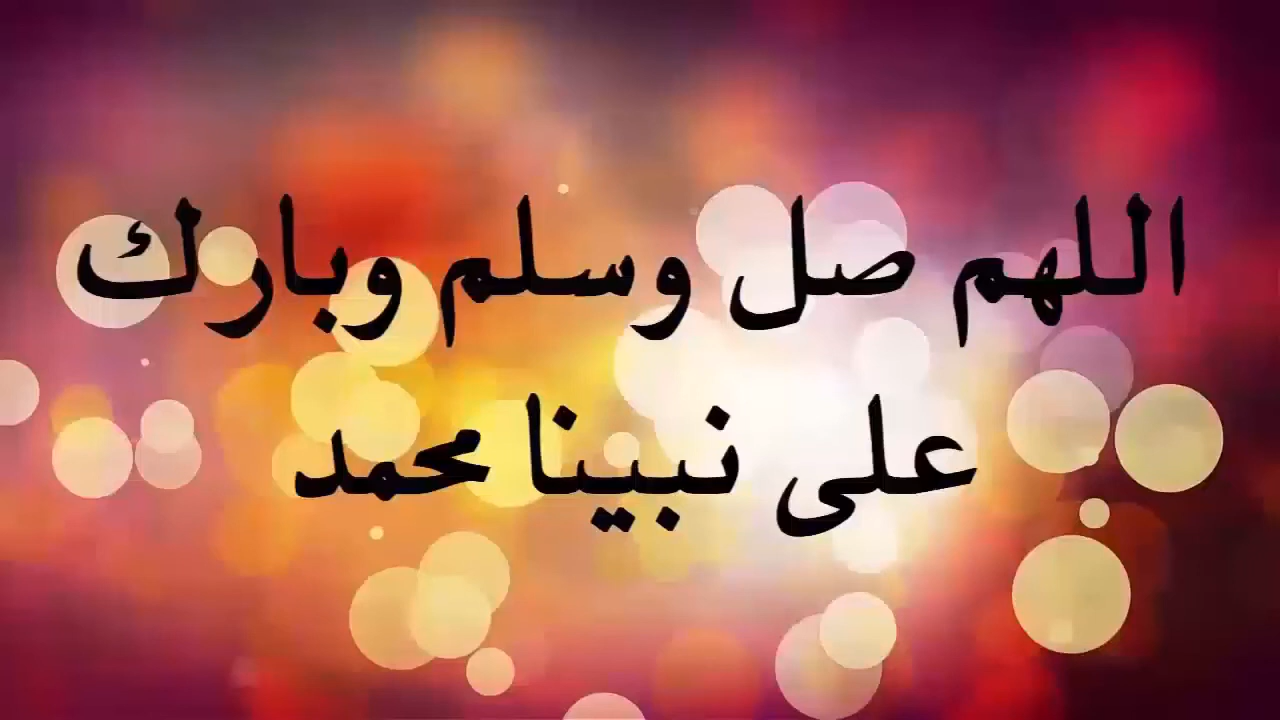 اللهم صل وسلم وبارك
على نبينا محمد